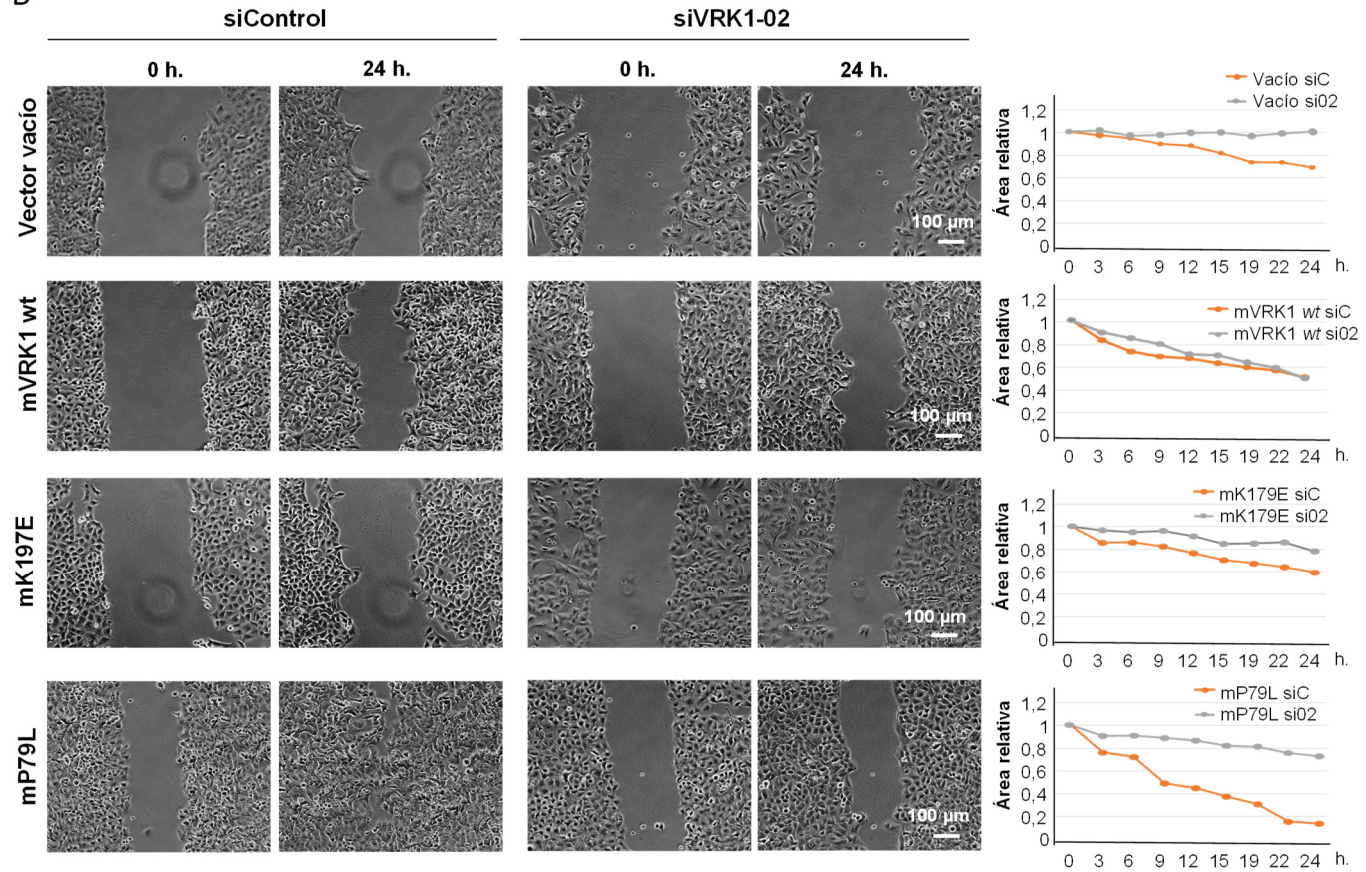 siControl
siVRK1-02
0 h.
24 h.
0 h.
24 h.
Vector vacío
100 µm
Vacío siC
Vacío si02
Área relativa
1,2
1
0,8
0,6
0,4
0,2
0
0 3 6 9 12 15 19 22 24 h.
mVRK1 wt
100 µm
mVRK1 wt siC
mVRK1 wt si02
Área relativa
1,2
1
0,8
0,6
0,4
0,2
0
0 3 6 9 12 15 19 22 24 h.
mK197E
100 µm
mK179E siC
mK179E si02
Área relativa
1,2
1
0,8
0,6
0,4
0,2
0
0 3 6 9 12 15 19 22 24 h.
mP79L
100 µm
mP79L siC
mP79L si02
Área relativa
1,2
1
0,8
0,6
0,4
0,2
0
0 3 6 9 12 15 19 22 24 h.